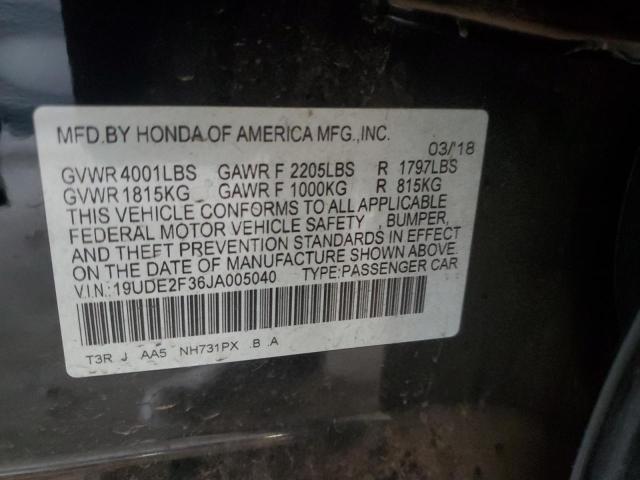 MFD.BY HONDA OF AMERICA MFG.,INC. 03/18
GVWR 4001LBS GAWR F 2205LBS R 1797LBS
GVWR 1815KG GAWR F 1000KG R 815KG
THIS VEHICLE CONFORMS TO ALL APPLICABLE
FEDERAL MOTOR VEHICLE SAFETY , BUMPER,
AND THEFT PREVENTION STANDARDS IN EFFECT
ON THE DATE OF MANUFACTURE SHOWN ABOVE.
V.I.N.:19UDE2F36JA005040 TYPE:PASSENGER CAR
T3R J AA5 NH731PX .B .A